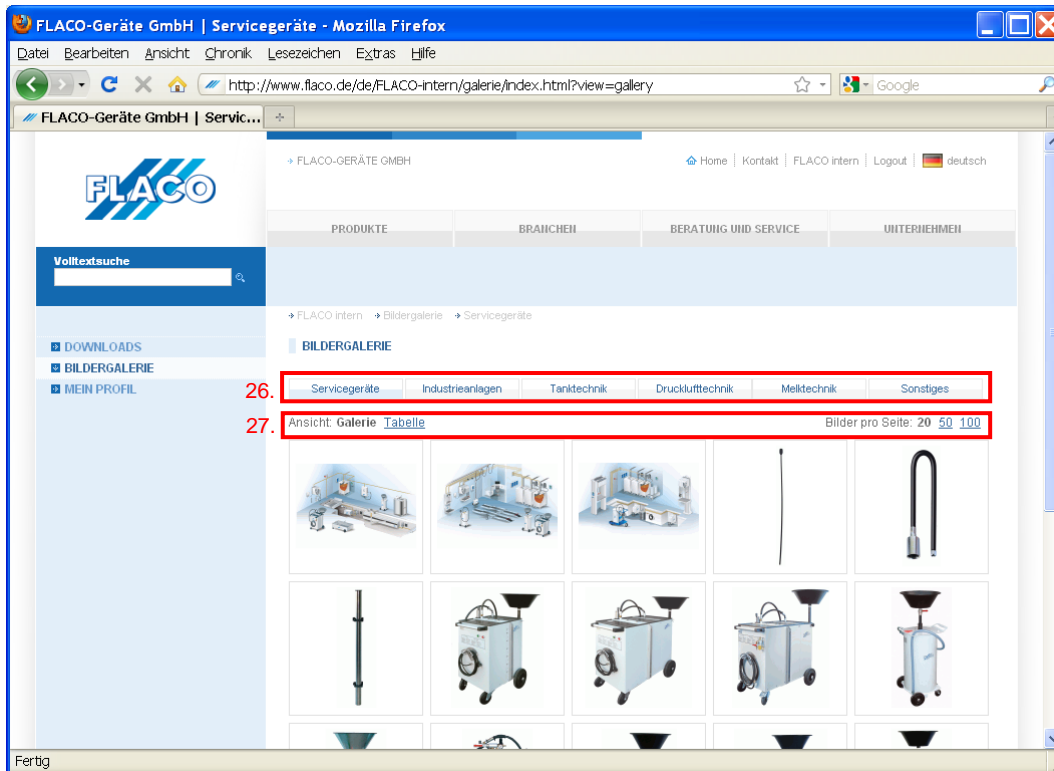 FLACO-Geräte GmbH | Servicegeräte - Mozilla Firefox
Datei Bearbeiten Ansicht Chronik Lesezeichen Extras Hilfe
http://www.flaco.de/de/FLACO-intern/galerie/index.html?view=gallery Google
FLACO-Geräte GmbH | Servic...
FLACO
FLACO-GERÄTE GMBH Home | Kontakt | FLACO intern | Logout | deutsch
PRODUKTE BRANCHEN BERATUNG UND SERVICE UNTERNEHMEN
Volltextsuche
FLACO intern Bildergalerie Servicegeräte
DOWNLOADS
BILDERGALERIE
MEIN PROFIL
BILDERGALERIE
26. Servicegeräte Industrieanlagen Tanktechnik Drucklufttechnik Melktechnik Sonstiges
27. Ansicht: Galerie Tabelle Bilder pro Seite: 20 50 100
Fertig